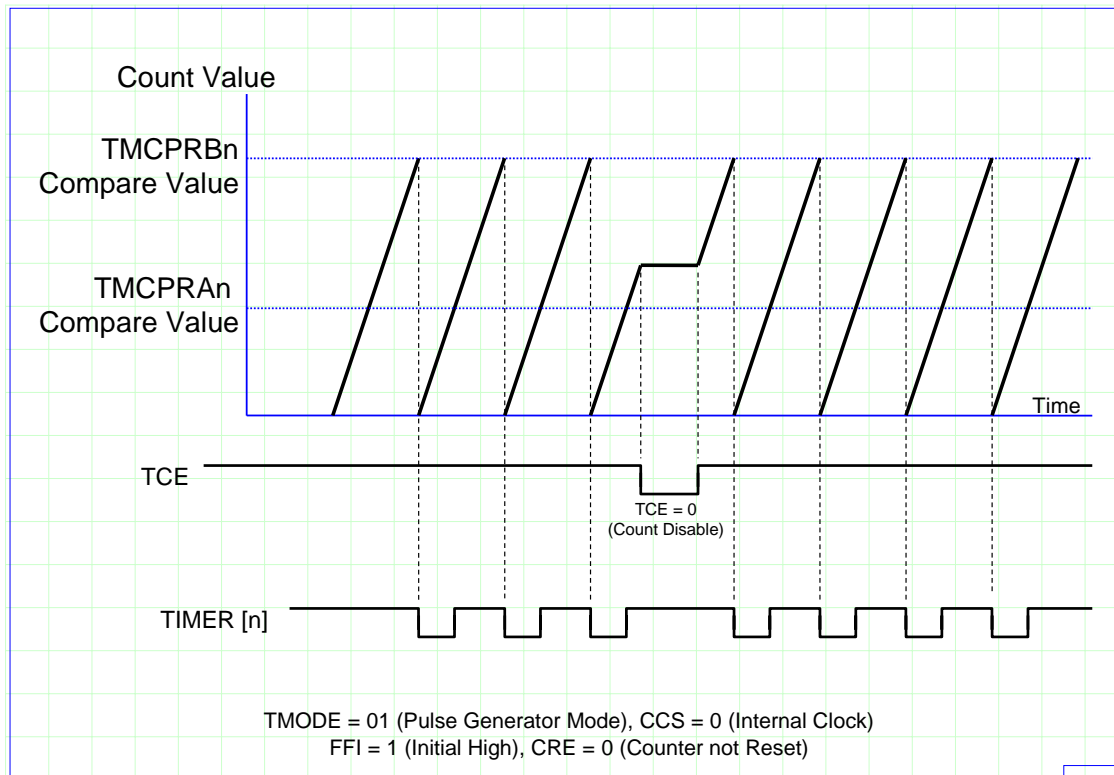 Count Value
TMCPRBn
Compare Value
TMCPRAn
Compare Value
Time
TCE
TCE = 0
(Count Disable)
TIMER [n]
TMODE = 01 (Pulse Generator Mode), CCS = 0 (Internal Clock)
FFI = 1 (Initial High), CRE = 0 (Counter not Reset)